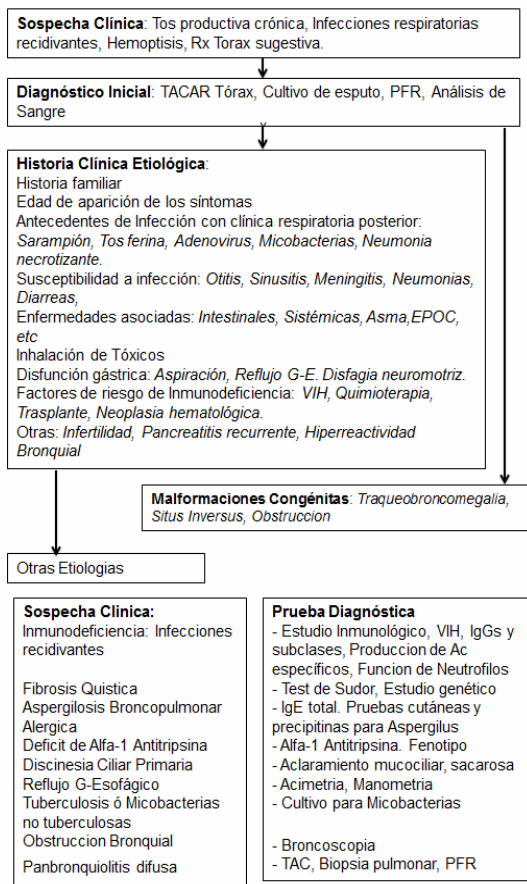 Sospecha Clínica: Tos productiva crónica, Infecciones respiratorias
recidivantes, Hemoptisis, Rx Torax sugestiva.
Diagnóstico Inicial: TACAR Tórax, Cultivo de esputo, PFR, Análisis de
Sangre
Historia Clínica Etiológica:
Historia familiar
Edad de aparición de los síntomas
Antecedentes de Infección con clínica respiratoria posterior:
Sarampión, Tos ferina, Adenovirus, Micobacterias, Neumonia
necrotizante.
Susceptibilidad a infección: Otitis, Sinusitis, Meningitis, Neumonias,
Diarreas,
Enfermedades asociadas: Intestinales, Sistémicas, Asma,EPOC,
etc
Inhalación de Tóxicos
Disfunción gástrica: Aspiración, Reflujo G-E. Disfagia neuromotriz.
Factores de riesgo de Inmunodeficiencia: VIH, Quimioterapia,
Trasplante, Neoplasia hematológica.
Otras: Infertilidad, Pancreatitis recurrente, Hiperreactividad
Bronquial
Malformaciones Congénitas: Traqueobroncomegalia,
Situs Inversus, Obstruccion
Otras Etiologias
Sospecha Clinica:
Inmunodeficiencia: Infecciones
recidivantes
Fibrosis Quistica
Aspergilosis Broncopulmonar
Alergica
Deficit de Alfa-1 Antitripsina
Discinesia Ciliar Primaria
Reflujo G-Esofágico
Tuberculosis ó Micobacterias
no tuberculosas
Obstruccion Bronquial
Panbronquiolitis difusa
Prueba Diagnóstica
- Estudio Inmunológico, VIH, IgGs y
subclases, Produccion de Ac
específicos, Funcion de Neutrofilos
- Test de Sudor, Estudio genético
- IgE total. Pruebas cutáneas y
precipitinas para Aspergilus
- Alfa-1 Antitripsina. Fenotipo
- Aclaramiento mucociliar, sacarosa
- Acimetria, Manometria
- Cultivo para Micobacterias
- Broncoscopia
- TAC, Biopsia pulmonar, PFR